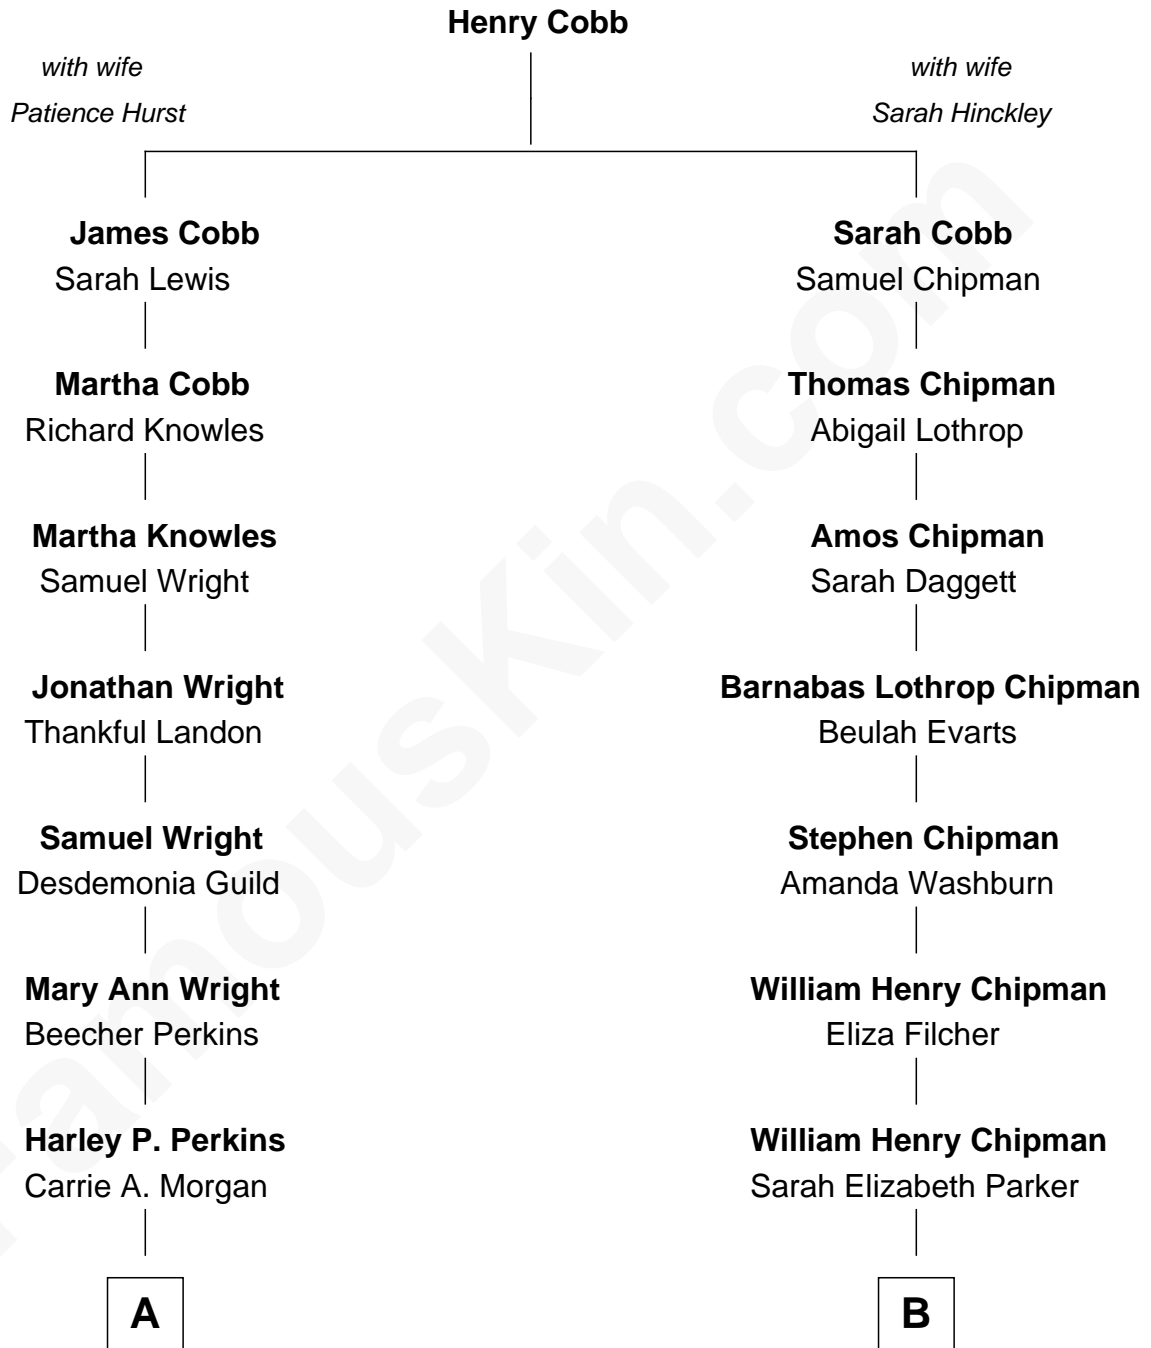 Henry Cobb
with wife
Patience Hurst
with wife
Sarah Hinckley
James Cobb
Sarah Lewis
Sarah Cobb
Samuel Chipman
Martha Cobb
Richard Knowles
Thomas Chipman
Abigail Lothrop
Martha Knowles
Samuel Wright
Amos Chipman
Sarah Daggett
Jonathan Wright
Thankful Landon
Barnabas Lothrop Chipman
Beulah Evarts
Samuel Wright
Desdemonia Guild
Stephen Chipman
Amanda Washburn
Mary Ann Wright
Beecher Perkins
William Henry Chipman
Eliza Filcher
Harley P. Perkins
Carrie A. Morgan
William Henry Chipman
Sarah Elizabeth Parker
A
B
FamousKin.com